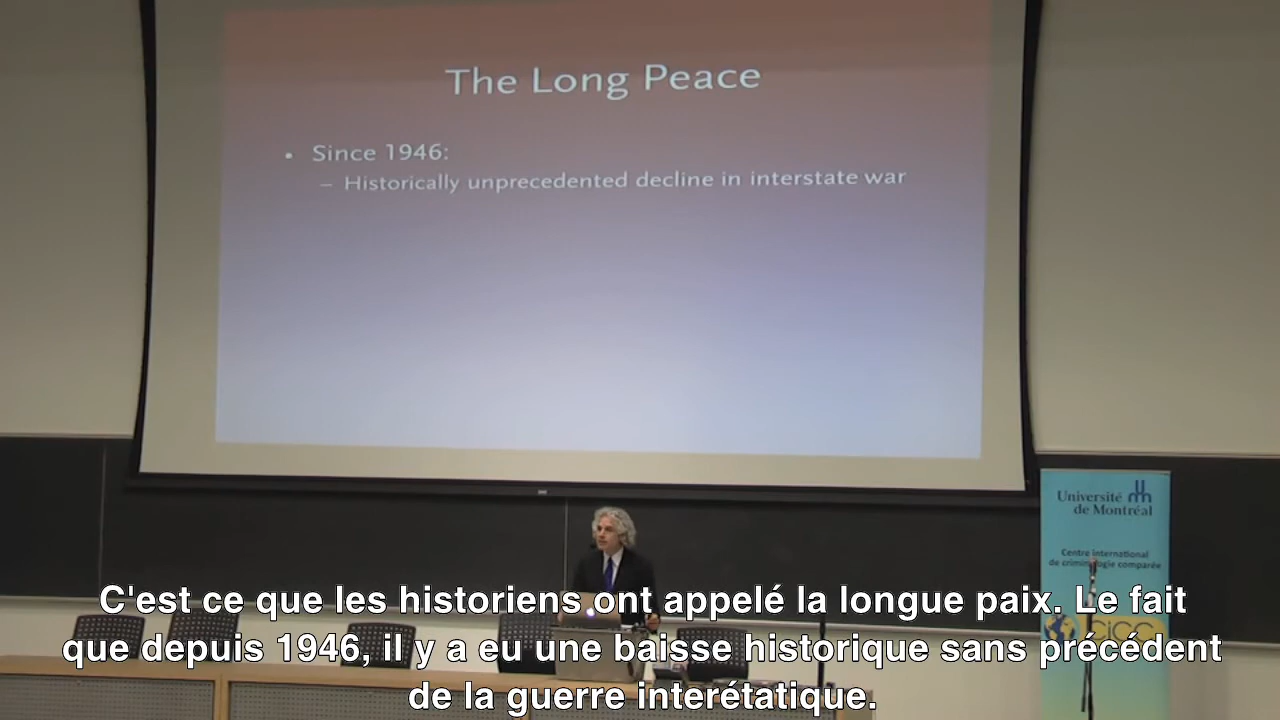 The Long Peace
• Since 1946:
– Historically unprecedented decline in interstate war
Université
de Montréal
Centre international
de criminologie comparée
cicc
C'est ce que les historiens ont appelé la longue paix. Le fait
que depuis 1946, il y a eu une baisse historique sans précédent
de la guerre interétatique.